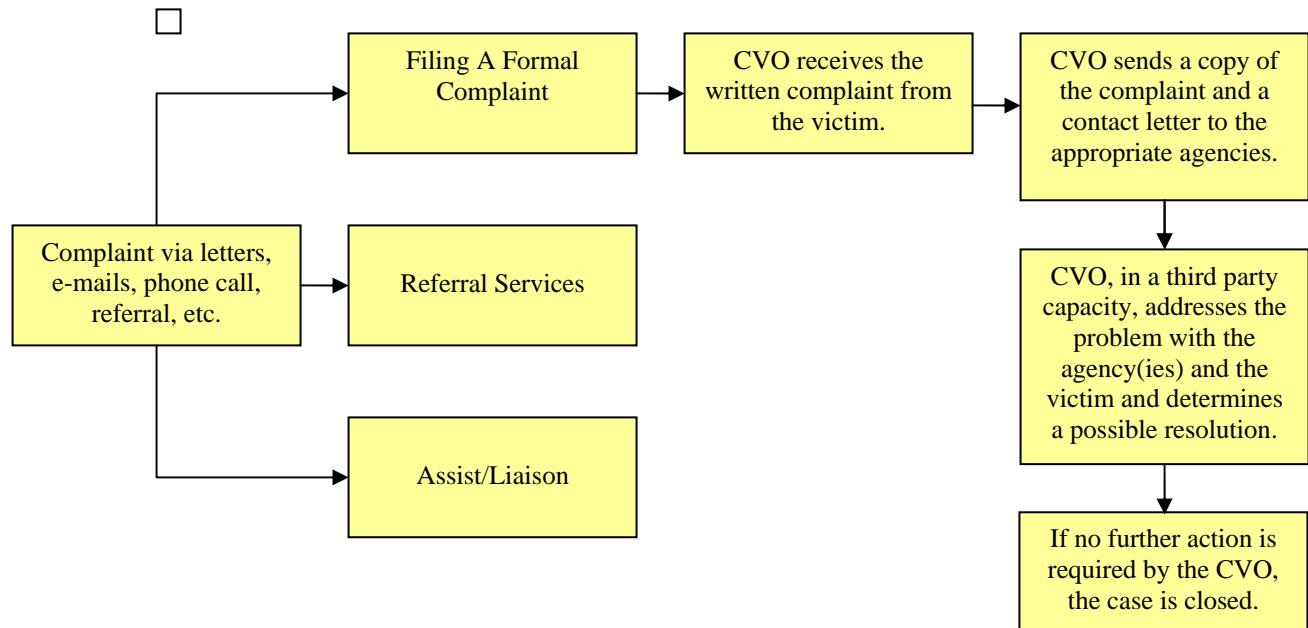 Filing A Formal
Complaint
CVO receives the
written complaint from
the victim.
CVO sends a copy of
the complaint and a
contact letter to the
appropriate agencies.
Complaint via letters,
e-mails, phone call,
referral, etc.
Referral Services
CVO, in a third party
capacity, addresses the
problem with the
agency(ies) and the
victim and determines
a possible resolution.
Assist/Liaison
If no further action is
required by the CVO,
the case is closed.